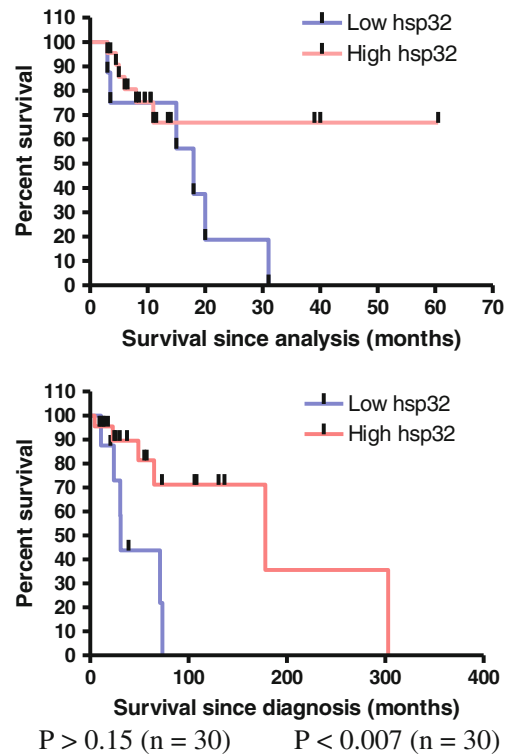 110
100
90
80
70
60
50
40
30
20
10
0
Percent survival
Low hsp32
High hsp32
0 10 20 30 40 50 60 70
Survival since analysis (months)
110
100
90
80
70
60
50
40
30
20
10
0
Percent survival
Low hsp32
High hsp32
0 100 200 300 400
Survival since diagnosis (months)
P > 0.15 (n = 30) P < 0.007 (n = 30)